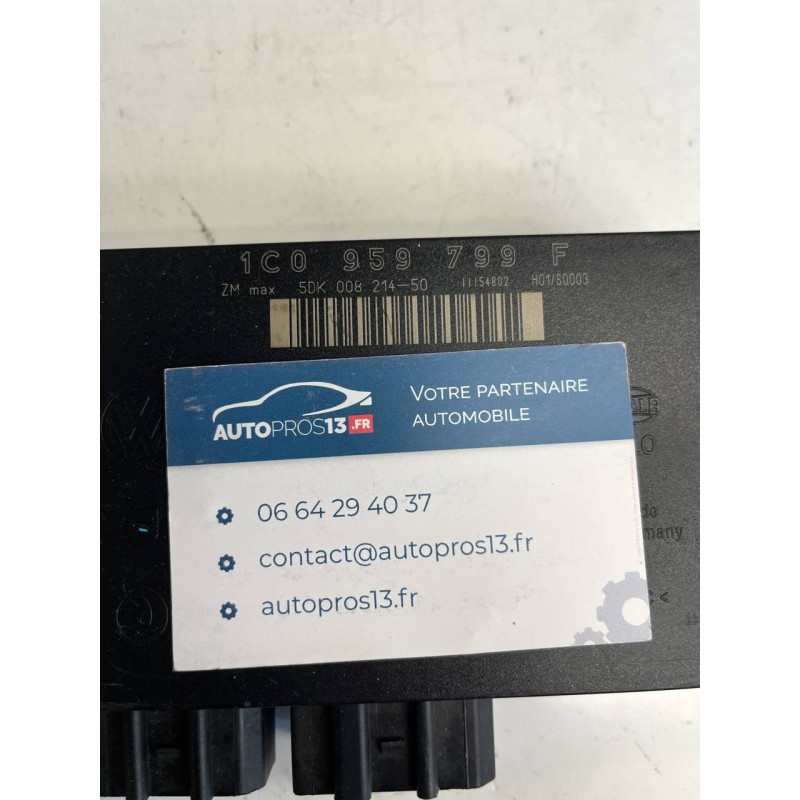 1C0 959 799 F
ZM max 5DK 008 214-50 11154802 H01/S0003
AUTOPROS13.FR
VOTRE PARTENAIRE
AUTOMOBILE
06 64 29 40 37
contact@autopros13.fr
autopros13.fr